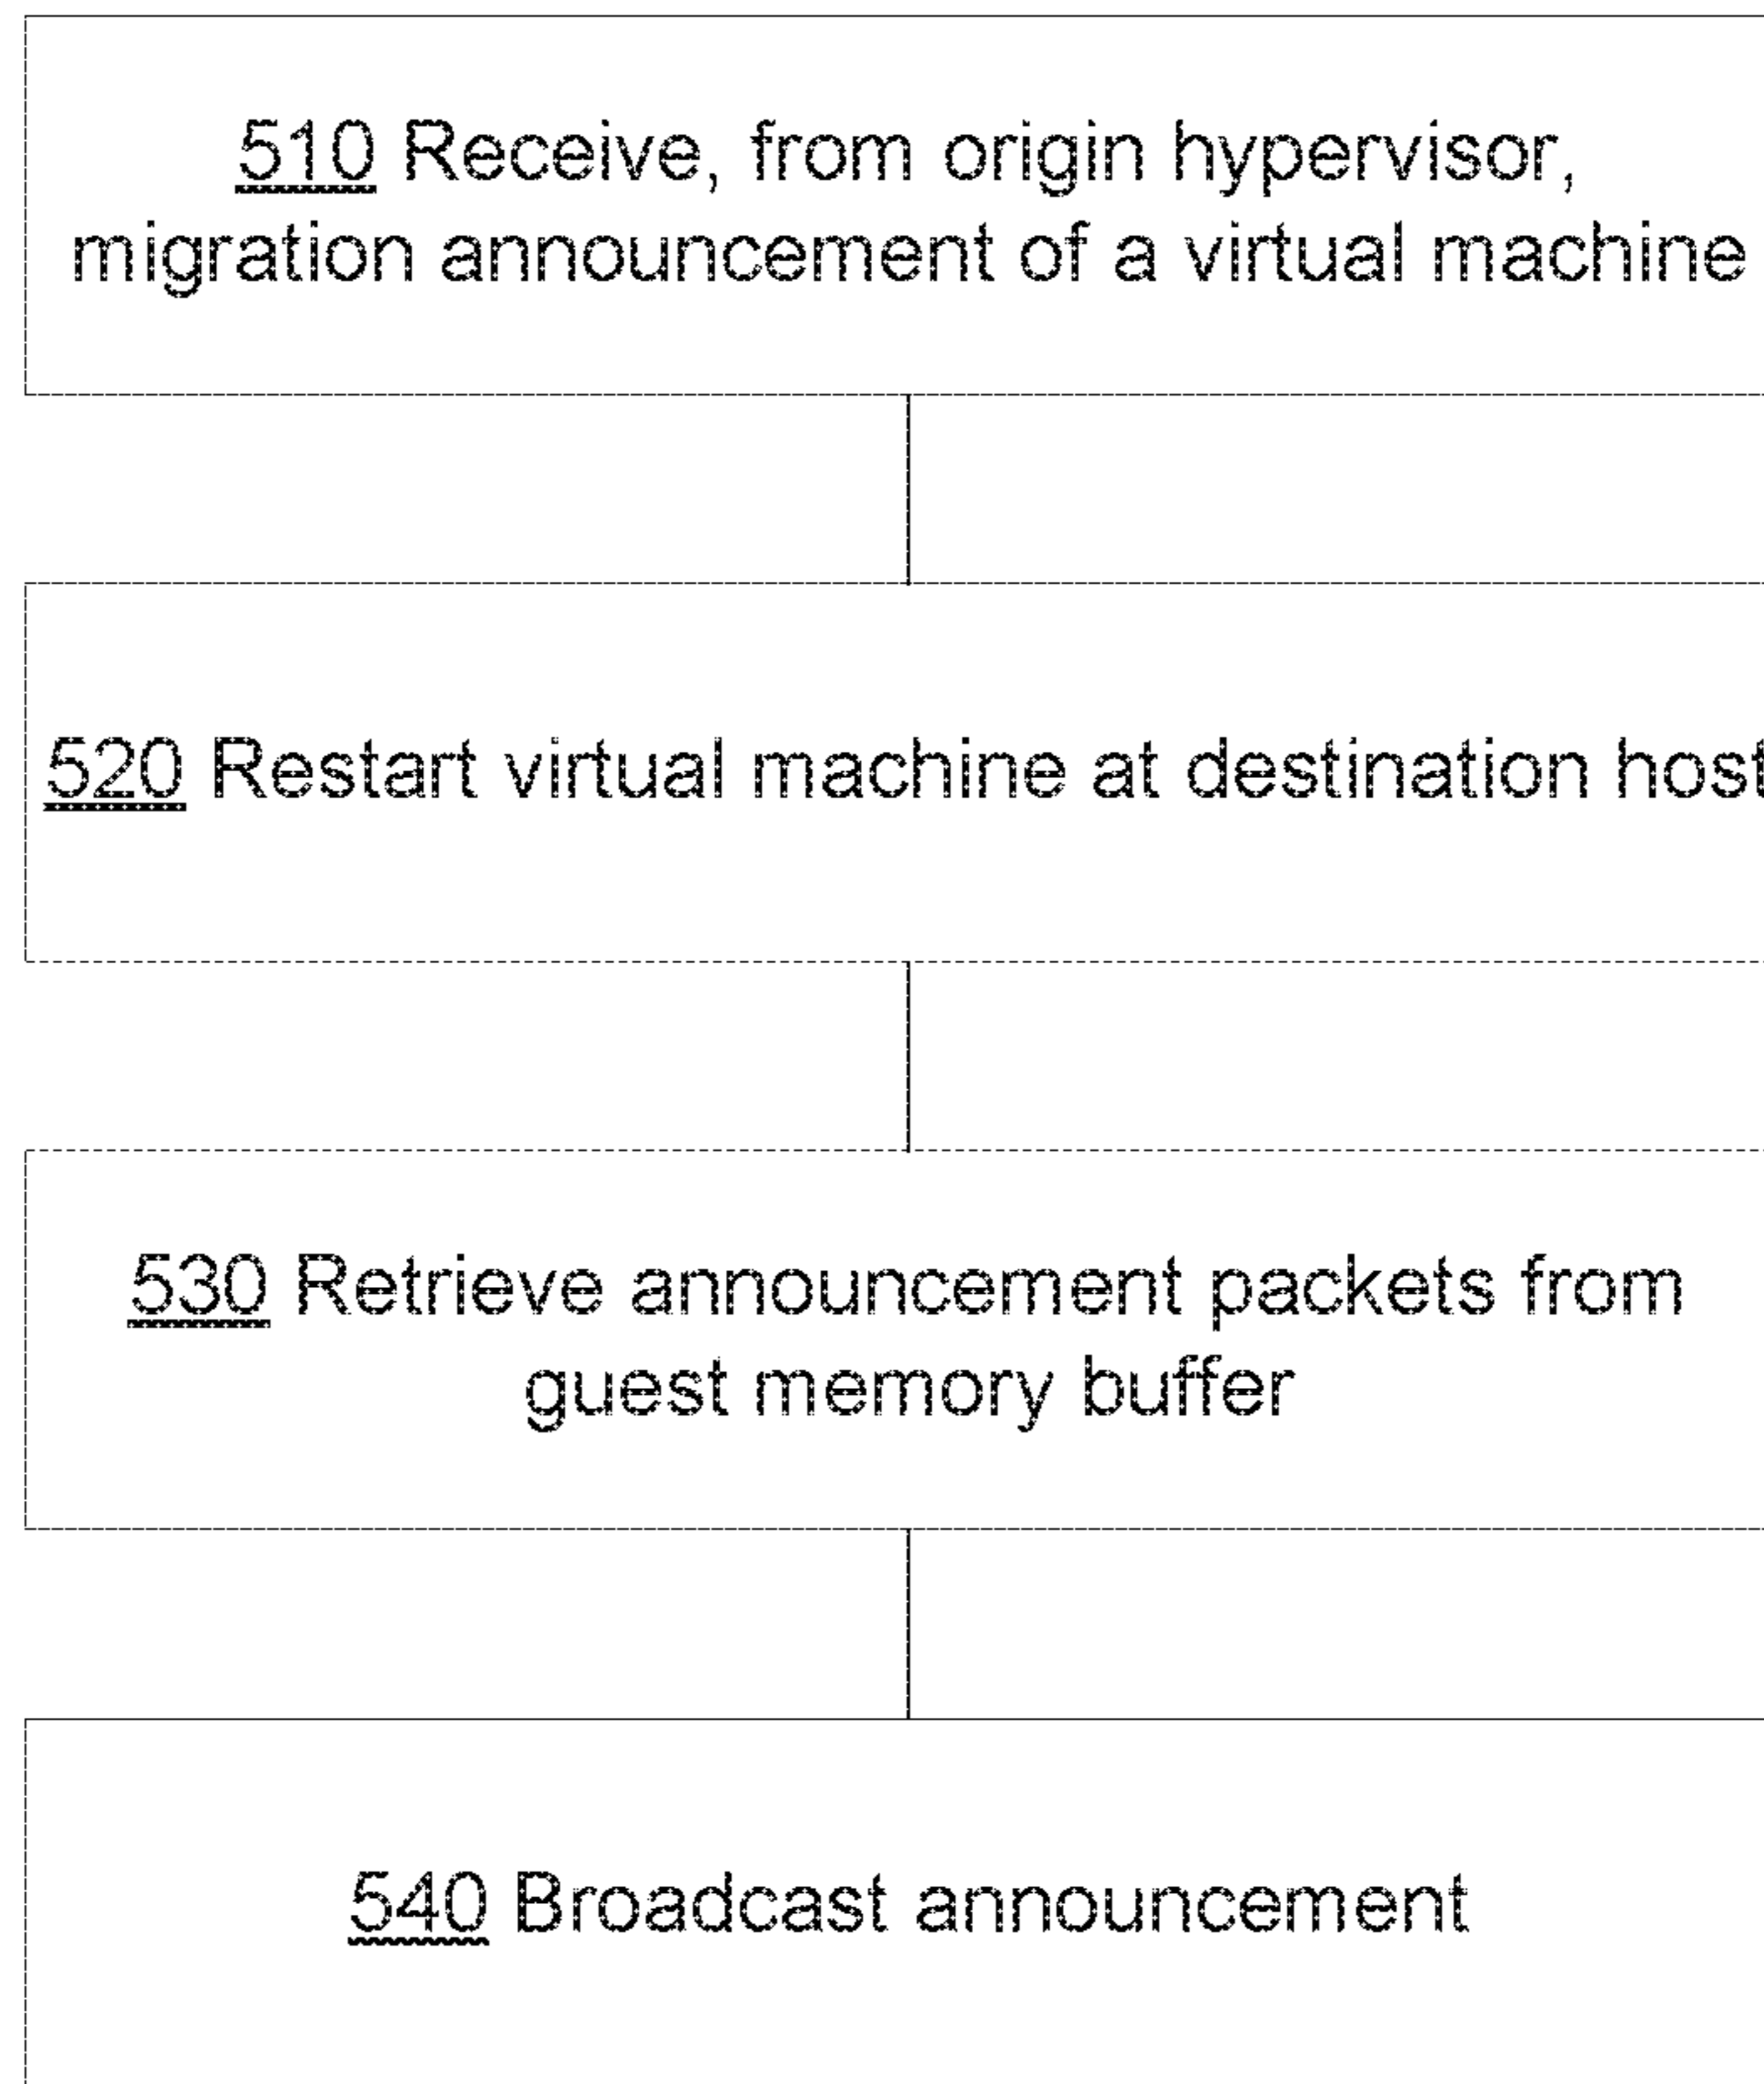 510 Receive, from origin hypervisor,
migration announcement of a virtual machine
520 Restart virtual machine at destination host
530 Retrieve announcement packets from
guest memory buffer
540 Broadcast announcement